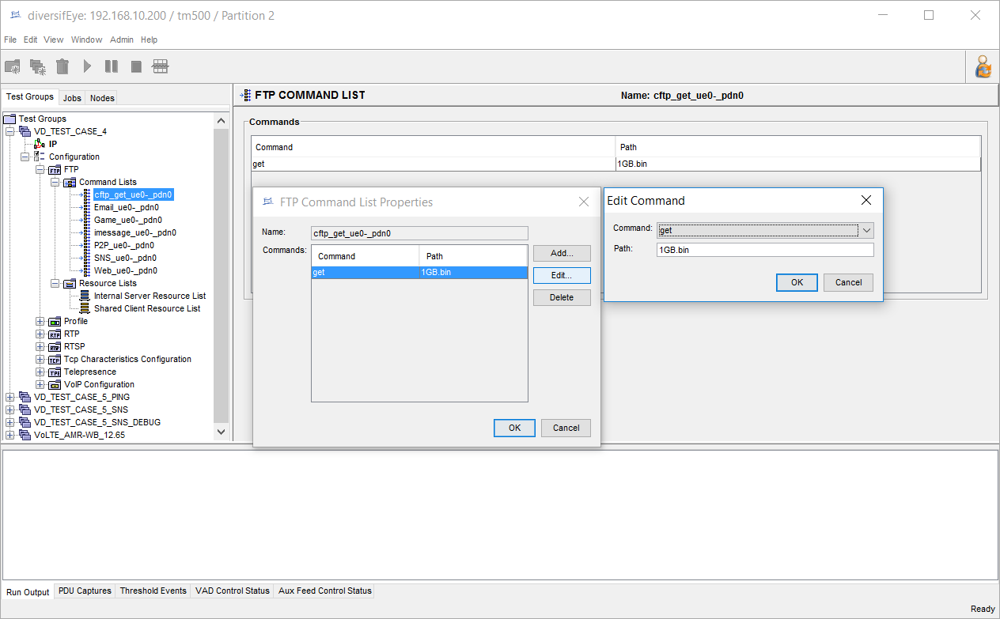 diversifEye: 192.168.10.200 / tm500 / Partition 2
File Edit View Window Admin Help
Test Groups Jobs Nodes
Test Groups
VD_TEST_CASE_4
IP
Configuration
FTP
Command Lists
cftp_get_ue0-_pdn0
Email_ue0-_pdn0
Game_ue0-_pdn0
imessage_ue0-_pdn0
P2P_ue0-_pdn0
SNS_ue0-_pdn0
Web_ue0-_pdn0
Resource Lists
Internal Server Resource List
Shared Client Resource List
Profile
RTP
RTSP
Tcp Characteristics Configuration
Telepresence
VoIP Configuration
VD_TEST_CASE_5_PING
VD_TEST_CASE_5_SNS
VD_TEST_CASE_5_SNS_DEBUG
VoLTE_AMR-WB_12.65
FTP COMMAND LIST Name: cftp_get_ue0-_pdn0
Commands
Command Path
get 1GB.bin
FTP Command List Properties
Name: cftp_get_ue0-_pdn0
Commands:
Command Path
get 1GB.bin
Add...
Edit...
Delete
OK Cancel
Edit Command
Command: get
Path: 1GB.bin
OK Cancel
Run Output PDU Captures Threshold Events VAD Control Status Aux Feed Control Status
Ready